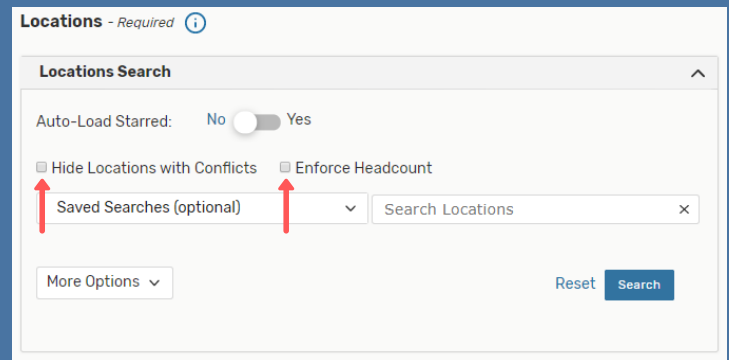 Locations - Required
Locations Search
Auto-Load Starred: No Yes
Hide Locations with Conflicts Enforce Headcount
Saved Searches (optional) Search Locations
More Options Reset Search